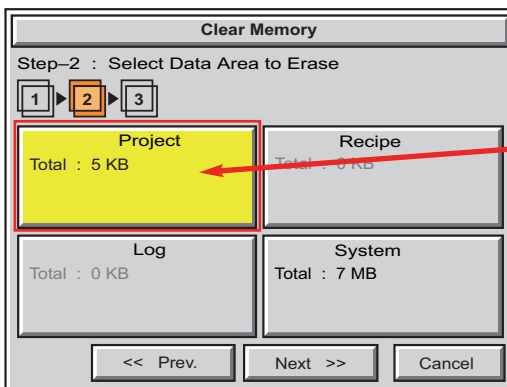 Clear Memory
Step–2 : Select Data Area to Erase
1 2 3
Project
Total : 5 KB
Recipe
Total : 0 KB
Log
Total : 0 KB
System
Total : 7 MB
<< Prev.
Next >>
Cancel